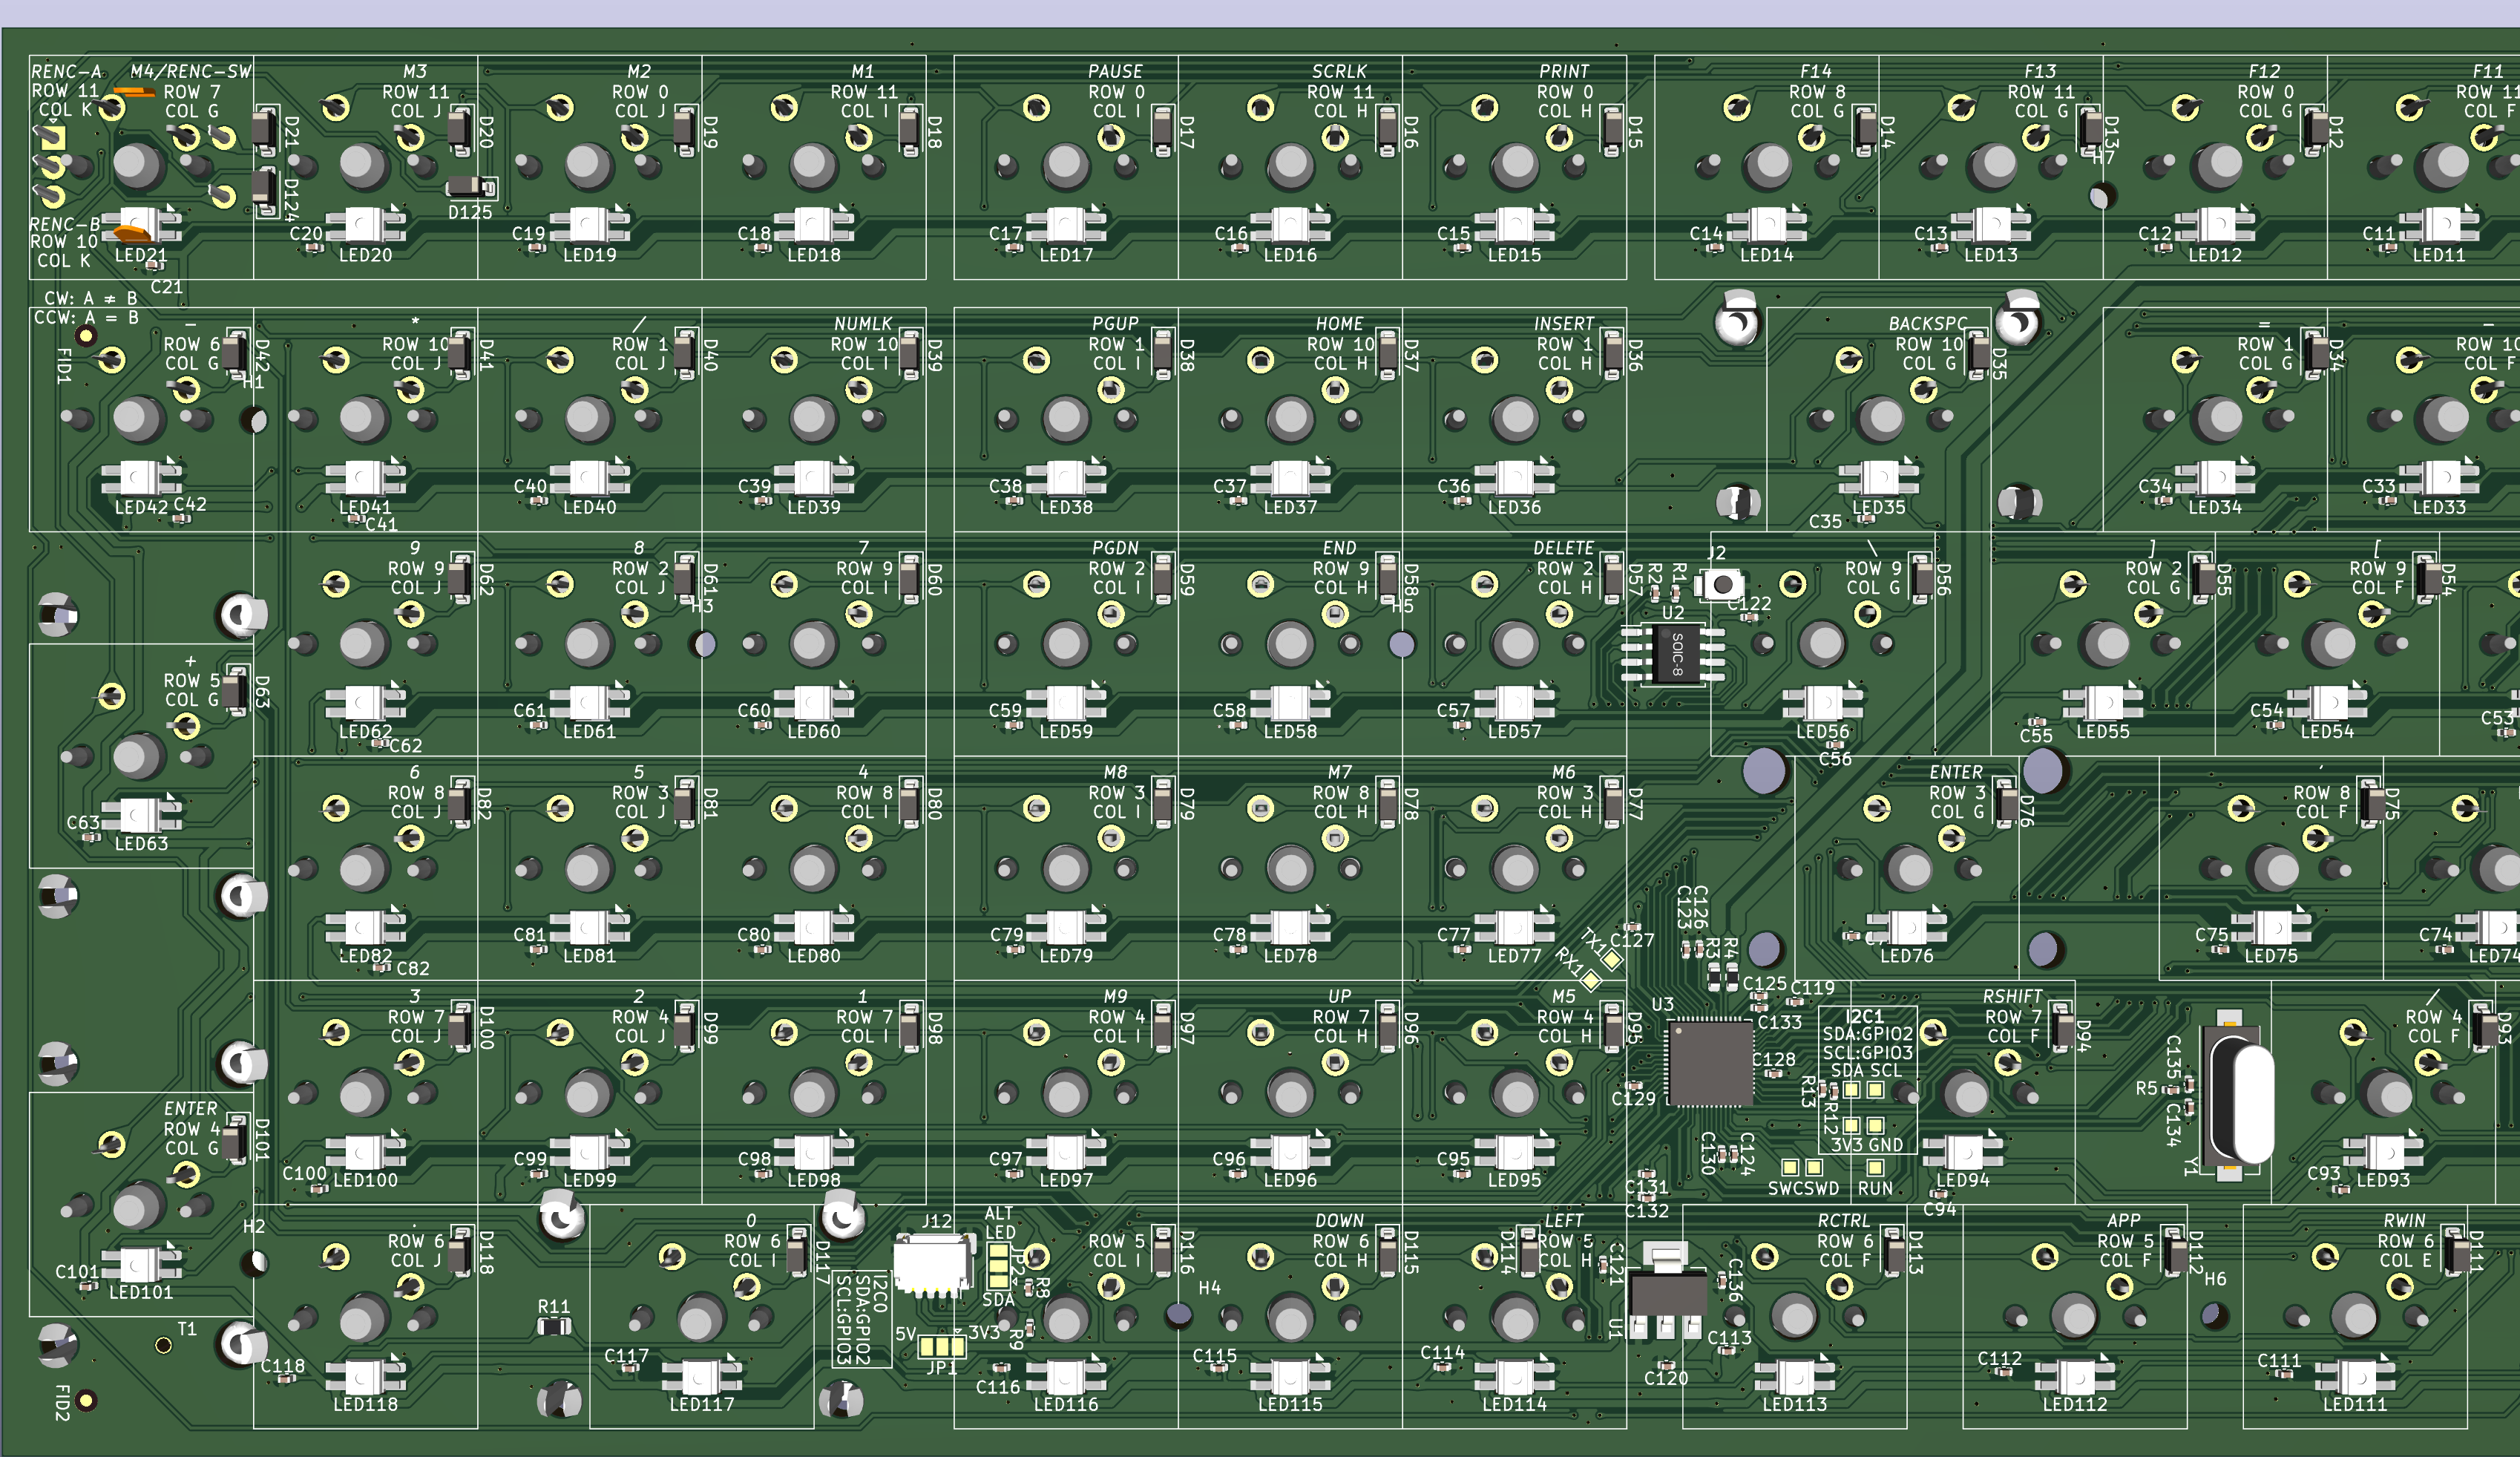 RENC-A
ROW 11
COL K
M4/RENC-SW
ROW 7
COL G
D21
D124
RENC-B
ROW 10
COL K
LED21
C21
M3
ROW 11
COL J
D20
D125
C20
LED20
M2
ROW 0
COL J
D19
C19
LED19
M1
ROW 11
COL I
D18
C18
LED18
PAUSE
ROW 0
COL I
D17
C17
LED17
SCRLK
ROW 11
COL H
D16
C16
LED16
PRINT
ROW 0
COL H
D15
C15
LED15
F14
ROW 8
COL G
D14
C14
LED14
F13
ROW 11
COL G
D13
H7
C13
LED13
F12
ROW 0
COL G
D12
C12
LED12
F11
ROW 11
COL F
C11
LED11
CW: A ≠ B
CCW: A = B
FID1
–
ROW 6
COL G
D42
H1
LED42
C42
*
ROW 10
COL J
D41
LED41
C41
/
ROW 1
COL J
D40
C40
LED40
NUMLK
ROW 10
COL I
D39
C39
LED39
PGUP
ROW 1
COL I
D38
C38
LED38
HOME
ROW 10
COL H
D37
C37
LED37
INSERT
ROW 1
COL H
D36
C36
LED36
BACKSPC
ROW 10
COL G
D35
C35
LED35
=
ROW 1
COL G
D34
C34
LED34
–
ROW 10
COL F
C33
LED33
9
ROW 9
COL J
D62
LED62
C62
8
ROW 2
COL J
D61
H3
C61
LED61
7
ROW 9
COL I
D60
C60
LED60
PGDN
ROW 2
COL I
D59
C59
LED59
END
ROW 9
COL H
D58
H5
C58
LED58
DELETE
ROW 2
COL H
D57
C57
LED57
R2
R1
J2
U2
SOIC-8
C122
\
ROW 9
COL G
D56
LED56
C56
]
ROW 2
COL G
D55
C55
LED55
[
ROW 9
COL F
D54
C54
LED54
C53
+
ROW 5
COL G
D63
C63
LED63
6
ROW 8
COL J
D82
LED82
C82
5
ROW 3
COL J
D81
C81
LED81
4
ROW 8
COL I
D80
C80
LED80
M8
ROW 3
COL I
D79
C79
LED79
M7
ROW 8
COL H
D78
C78
LED78
M6
ROW 3
COL H
D77
C77
LED77
TX1
RX1
C127
C123
C126
R3
R4
ENTER
ROW 3
COL G
D76
LED76
'
ROW 8
COL F
D75
C75
LED75
C74
LED74
3
ROW 7
COL J
D100
C100
LED100
2
ROW 4
COL J
D99
C99
LED99
1
ROW 7
COL I
D98
C98
LED98
M9
ROW 4
COL I
D97
C97
LED97
UP
ROW 7
COL H
D96
C96
LED96
M5
ROW 4
COL H
D95
C95
LED95
U3
C125
C119
C133
C128
C129
C130
C124
C131
C132
I2C1
SDA:GPIO2
SCL:GPIO3
SDA SCL
3V3 GND
R13
R12
SWC
SWD
RUN
RSHIFT
ROW 7
COL F
D94
LED94
C94
C135
R5
C134
Y1
/
ROW 4
COL F
D93
C93
LED93
ENTER
ROW 4
COL G
D101
H2
C101
LED101
T1
FID2
.
ROW 6
COL J
D118
C118
LED118
R11
0
ROW 6
COL I
D117
C117
LED117
I2C0
SDA:GPIO2
SCL:GPIO3
J12
ALT
LED
JP2
SDA
R8
R9
5V
3V3
JP1
ROW 5
COL I
D116
H4
C116
LED116
DOWN
ROW 6
COL H
D115
C115
LED115
LEFT
ROW 5
COL H
D114
C114
LED114
C121
U1
C136
C113
C120
RCTRL
ROW 6
COL F
D113
LED113
APP
ROW 5
COL F
D112
H6
C112
LED112
RWIN
ROW 6
COL E
D111
C111
LED111